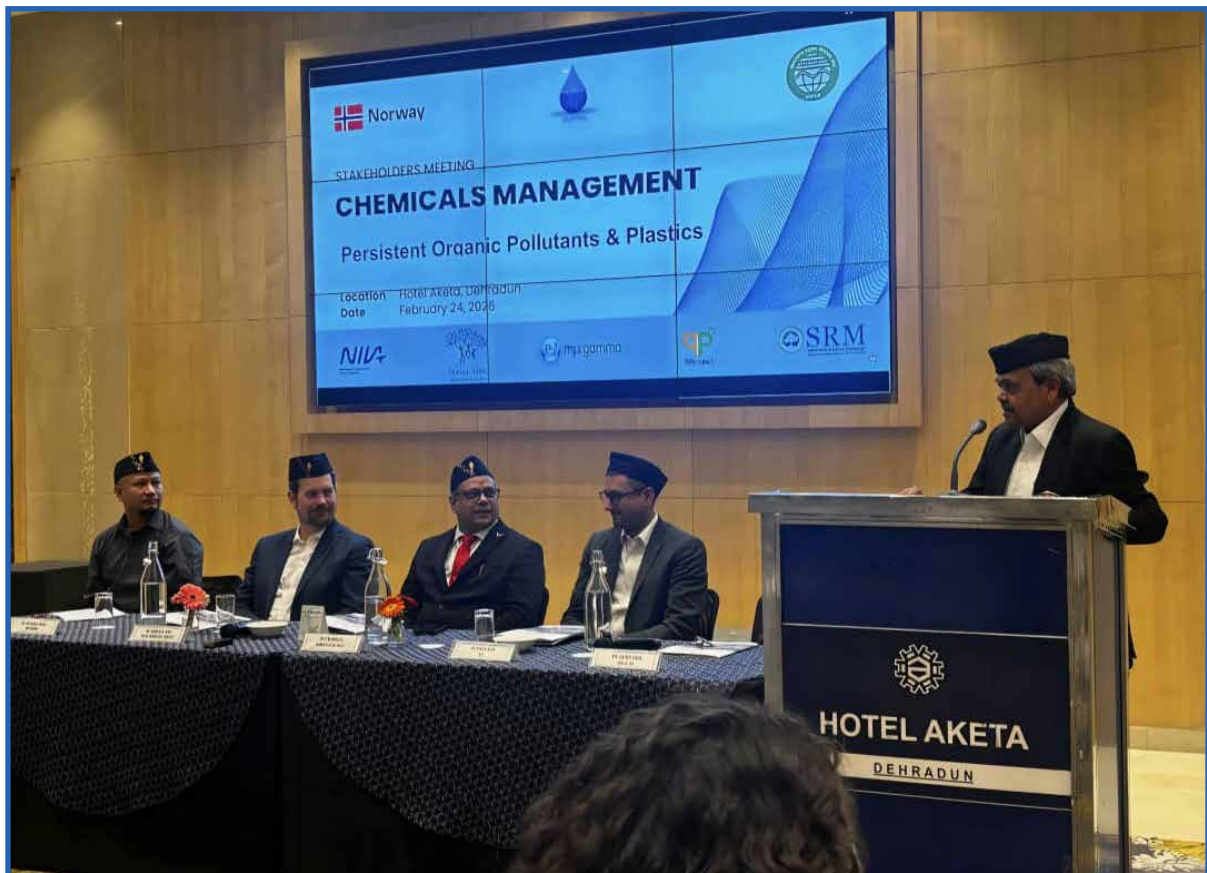 Norway
STAKEHOLDERS MEETING
CHEMICALS MANAGEMENT
Persistent Organic Pollutants & Plastics
Location Hotel Aketa, Dehradun
Date February 24, 2026
NIVA
mu gamma
SRM
HOTEL AKETA
DEHRADUN